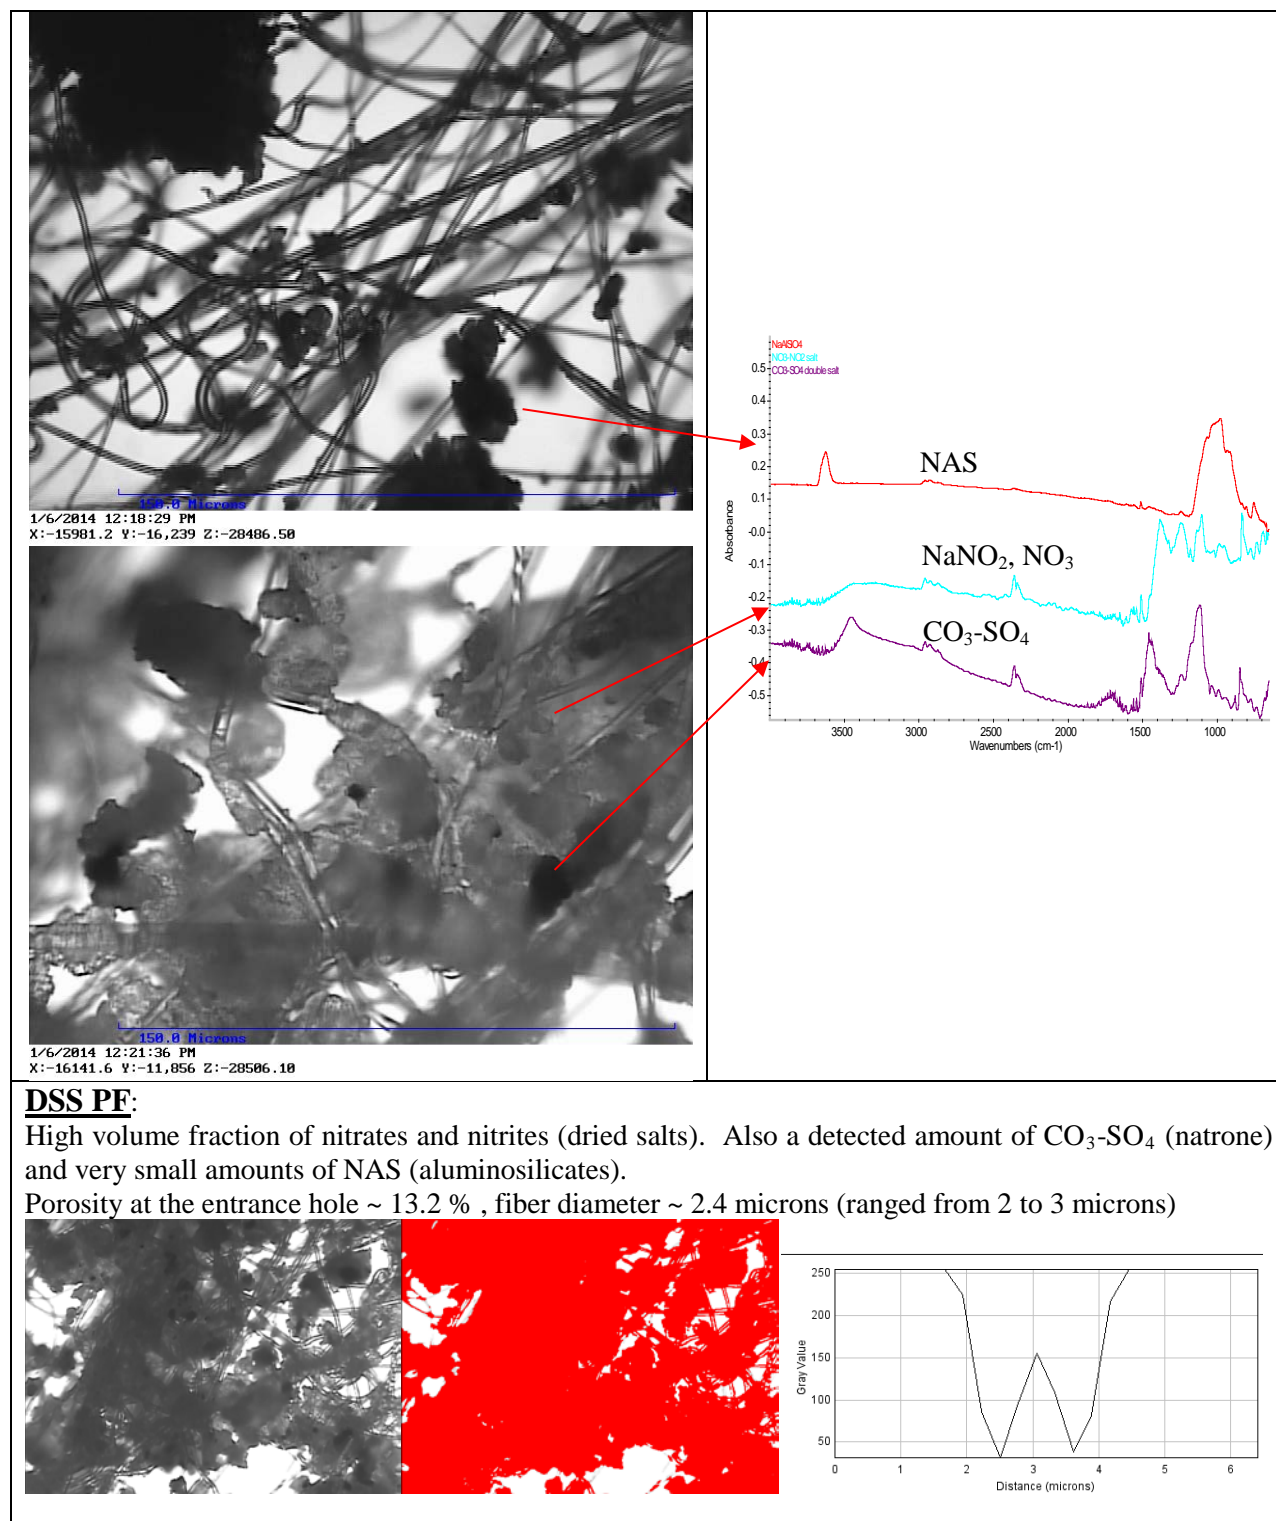 150.0 Microns
1/6/2014 12:18:29 PM
X:-15981.2 Y:-16,239 Z:-28486.50
150.0 Microns
1/6/2014 12:21:36 PM
X:-16141.6 Y:-11,856 Z:-28506.10
NaAlSiO4
NO3-NO2 salt
CO3-SO4 double salt
0.5
0.4
0.3
0.2
0.1
-0.0
-0.1
-0.2
-0.3
-0.4
-0.5
Absorbance
NAS
NaNO₂, NO₃
CO₃-SO₄
3500 3000 2500 2000 1500 1000
Wavenumbers (cm-1)
DSS PF:
High volume fraction of nitrates and nitrites (dried salts). Also a detected amount of CO₃-SO₄ (natrone)
and very small amounts of NAS (aluminosilicates).
Porosity at the entrance hole ~ 13.2 % , fiber diameter ~ 2.4 microns (ranged from 2 to 3 microns)
250
200
150
100
50
Gray Value
0 1 2 3 4 5 6
Distance (microns)